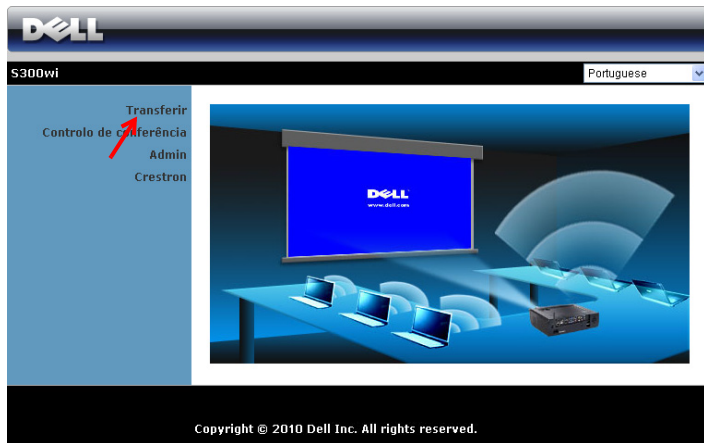 DELL
S300wi
Portuguese
Transferir
Controlo de conferência
Admin
Crestron
DELL
www.dell.com
Copyright © 2010 Dell Inc. All rights reserved.